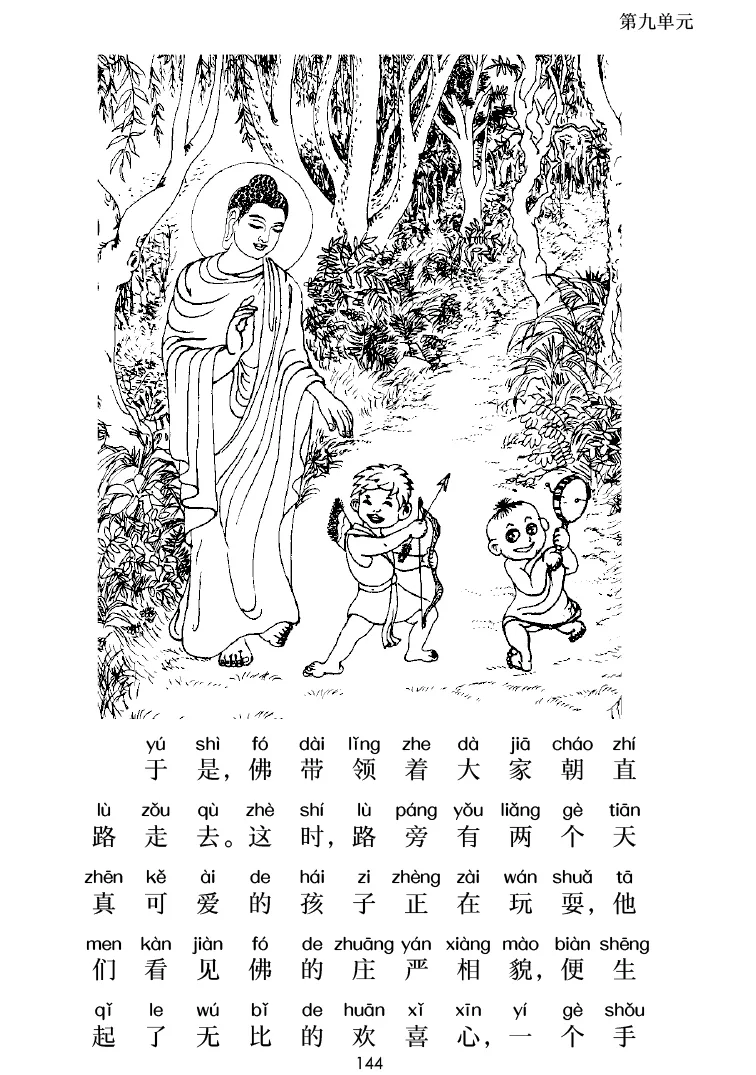 第九单元
yú shì fó dài lǐng zhe dà jiā cháo zhí
于是，佛带领着大家朝直
lù zǒu qù zhè shí lù páng yǒu liǎng gè tiān
路走去。这时，路旁有两个天
zhēn kě ài de hái zi zhèng zài wán shuǎ tā
真可爱的孩子正在玩耍，他
men kàn jiàn fó de zhuāng yán xiàng mào biàn shēng
们看见佛的庄严相貌，便生
qǐ le wú bǐ de huān xǐ xīn yí gè shǒu
起了无比的欢喜心，一个手
144